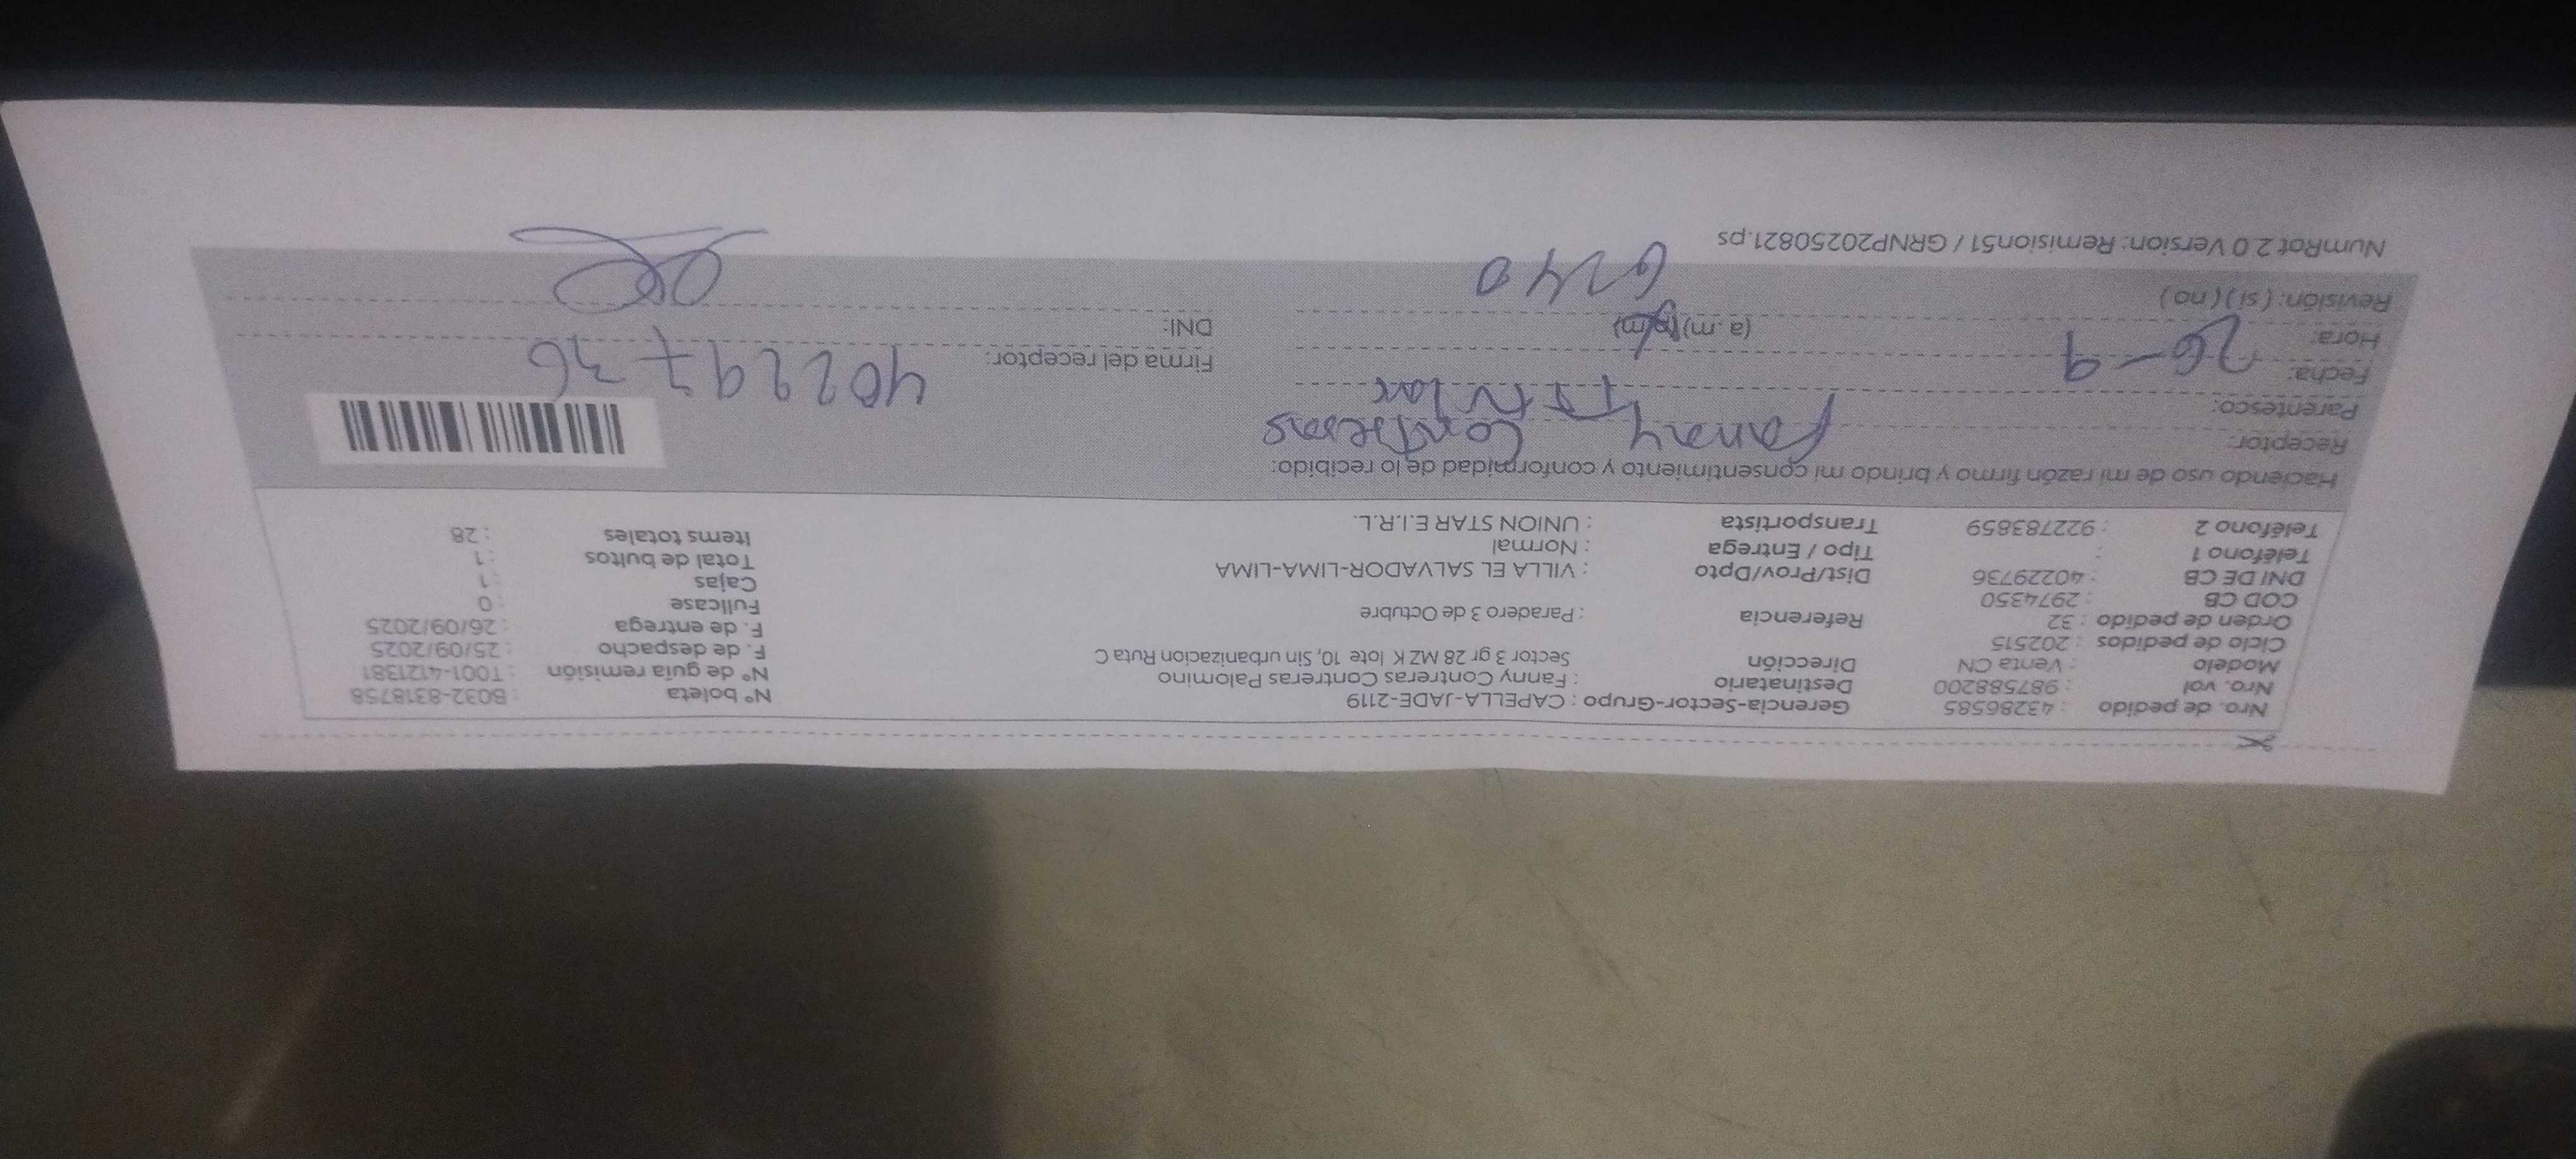 Nro. de pedido : 43286585 Gerencia-Sector-Grupo : CAPELLA-JADE-2119 N° boleta : B032-8318758
Nro. vol : 987588200 Destinatario : Fanny Contreras Contreras Palomino N° de guía remisión : T001-4121381
Modelo : Venta CN Dirección Sector 3 gr 28 MZ K lote 10, Sin urbanizacion Ruta C F. de despacho : 25/09/2025
Ciclo de pedidos : 202515 F. de entrega : 26/09/2025
Orden de pedido : 32 Referencia : Paradero 3 de Octubre Fullcase : 0
COD CB : 2974350 Cajas : 1
DNI DE CB : 40229736 Dist/Prov/Dpto : VILLA EL SALVADOR-LIMA-LIMA Total de bultos : 1
Teléfono 1 : Tipo / Entrega : Normal Items totales : 28
Teléfono 2 : 922783859 Transportista : UNION STAR E.I.R.L.
Haciendo uso de mi razón firmo y brindo mi consentimiento y conformidad de lo recibido:
Receptor: Fanny Contreras
Parentesco: Titular
Fecha: 26-9 Firma del receptor: 40229736
Hora: (a.m) (p.m) DNI:
Revisión: ( si ) ( no ) 6240
NumRot 2.0 Version: Remision51 / GRNP20250821.ps